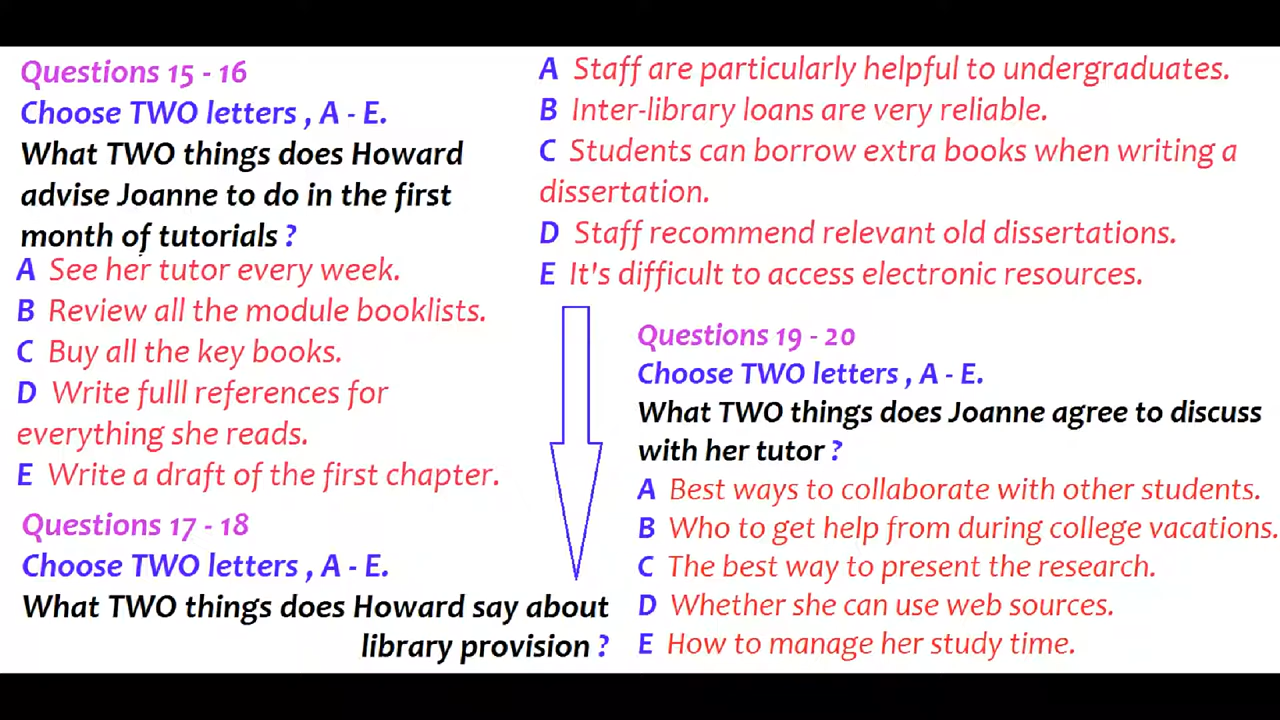 Questions 15 - 16
Choose TWO letters , A - E.
What TWO things does Howard
advise Joanne to do in the first
month of tutorials ?
A See her tutor every week.
B Review all the module booklists.
C Buy all the key books.
D Write fulll references for
everything she reads.
E Write a draft of the first chapter.
Questions 17 - 18
Choose TWO letters , A - E.
What TWO things does Howard say about
library provision ?
A Staff are particularly helpful to undergraduates.
B Inter-library loans are very reliable.
C Students can borrow extra books when writing a
dissertation.
D Staff recommend relevant old dissertations.
E It's difficult to access electronic resources.
Questions 19 - 20
Choose TWO letters , A - E.
What TWO things does Joanne agree to discuss
with her tutor ?
A Best ways to collaborate with other students.
B Who to get help from during college vacations.
C The best way to present the research.
D Whether she can use web sources.
E How to manage her study time.